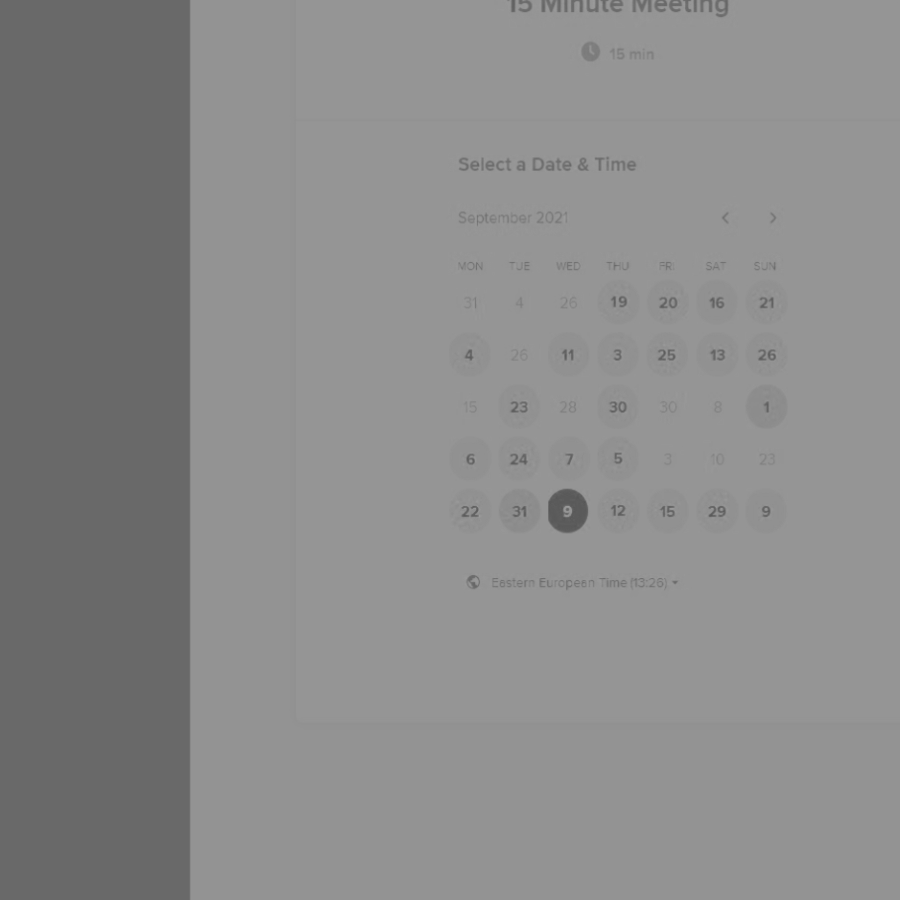 15 Minute Meeting
15 min
Select a Date & Time
September 2021
MON TUE WED THU FRI SAT SUN
31 4 26 19 20 16 21
4 26 11 3 25 13 26
15 23 28 30 30 8 1
6 24 7 5 3 10 23
22 31 9 12 15 29 9
Eastern European Time (13:26)